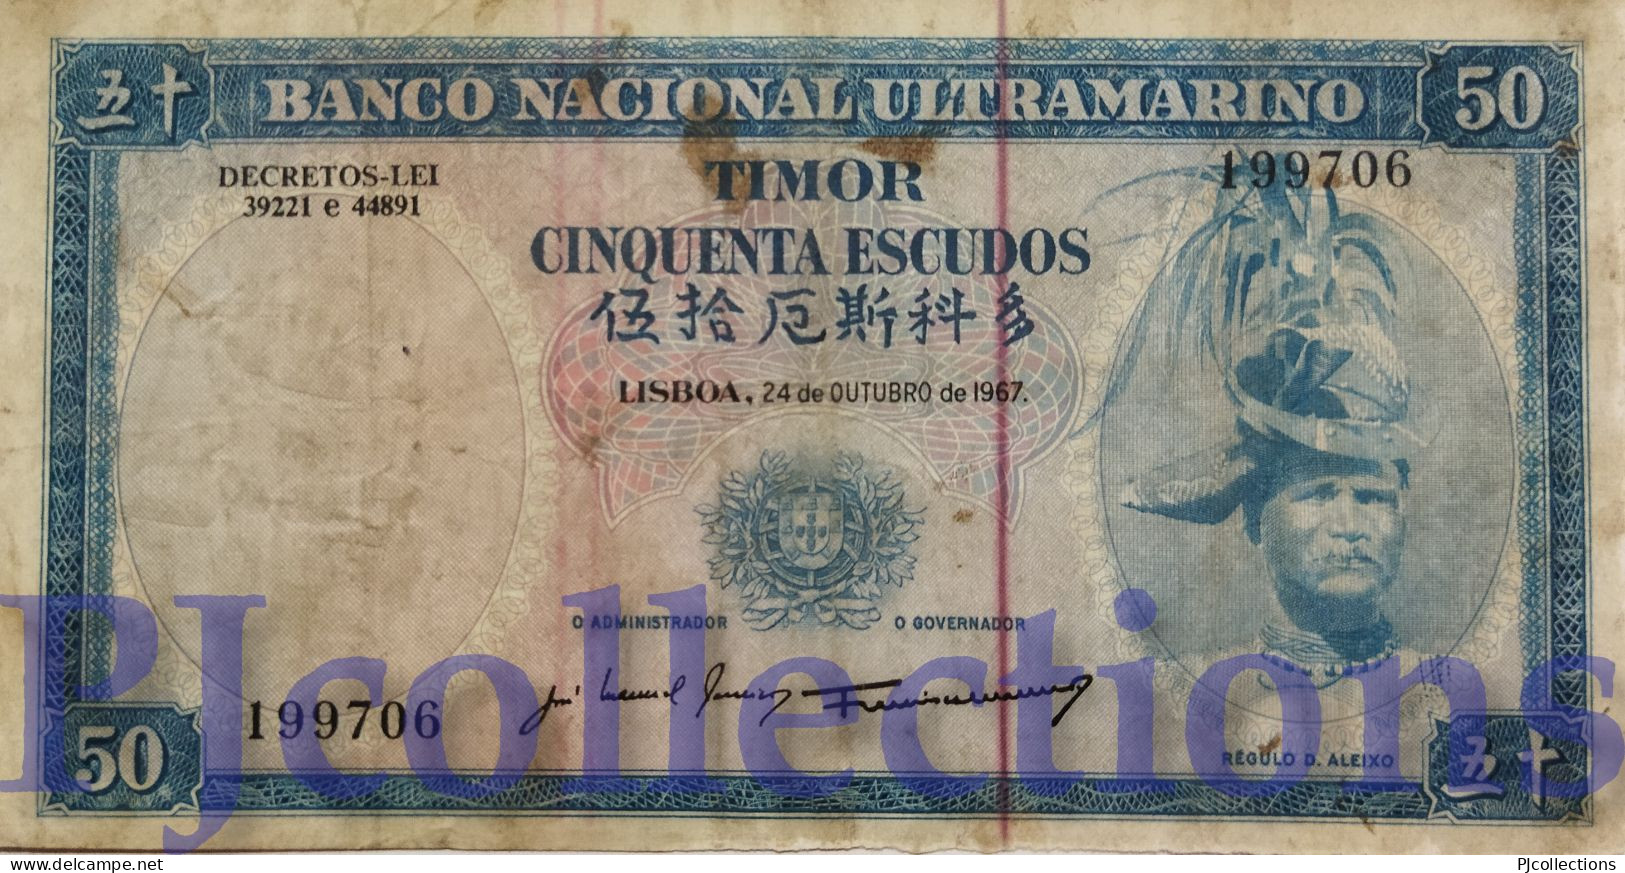 五十
BANCO NACIONAL ULTRAMARINO
50
DECRETOS-LEI
39221 e 44891
TIMOR
199706
CINQUENTA ESCUDOS
伍拾厄斯科多
LISBOA, 24 de OUTUBRO de 1967.
O ADMINISTRADOR
O GOVERNADOR
199706
50
RÉGULO D. ALEIXO
五十
PJcollections
delcampe.net
PJcollections